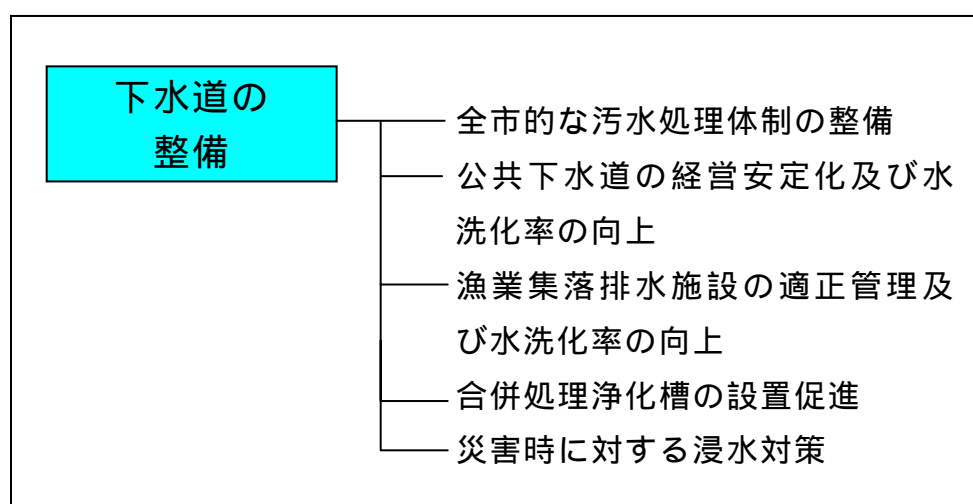 下水道の
整備
全市的な汚水処理体制の整備
公共下水道の経営安定化及び水
洗化率の向上
漁業集落排水施設の適正管理及
び水洗化率の向上
合併処理浄化槽の設置促進
災害時に対する浸水対策